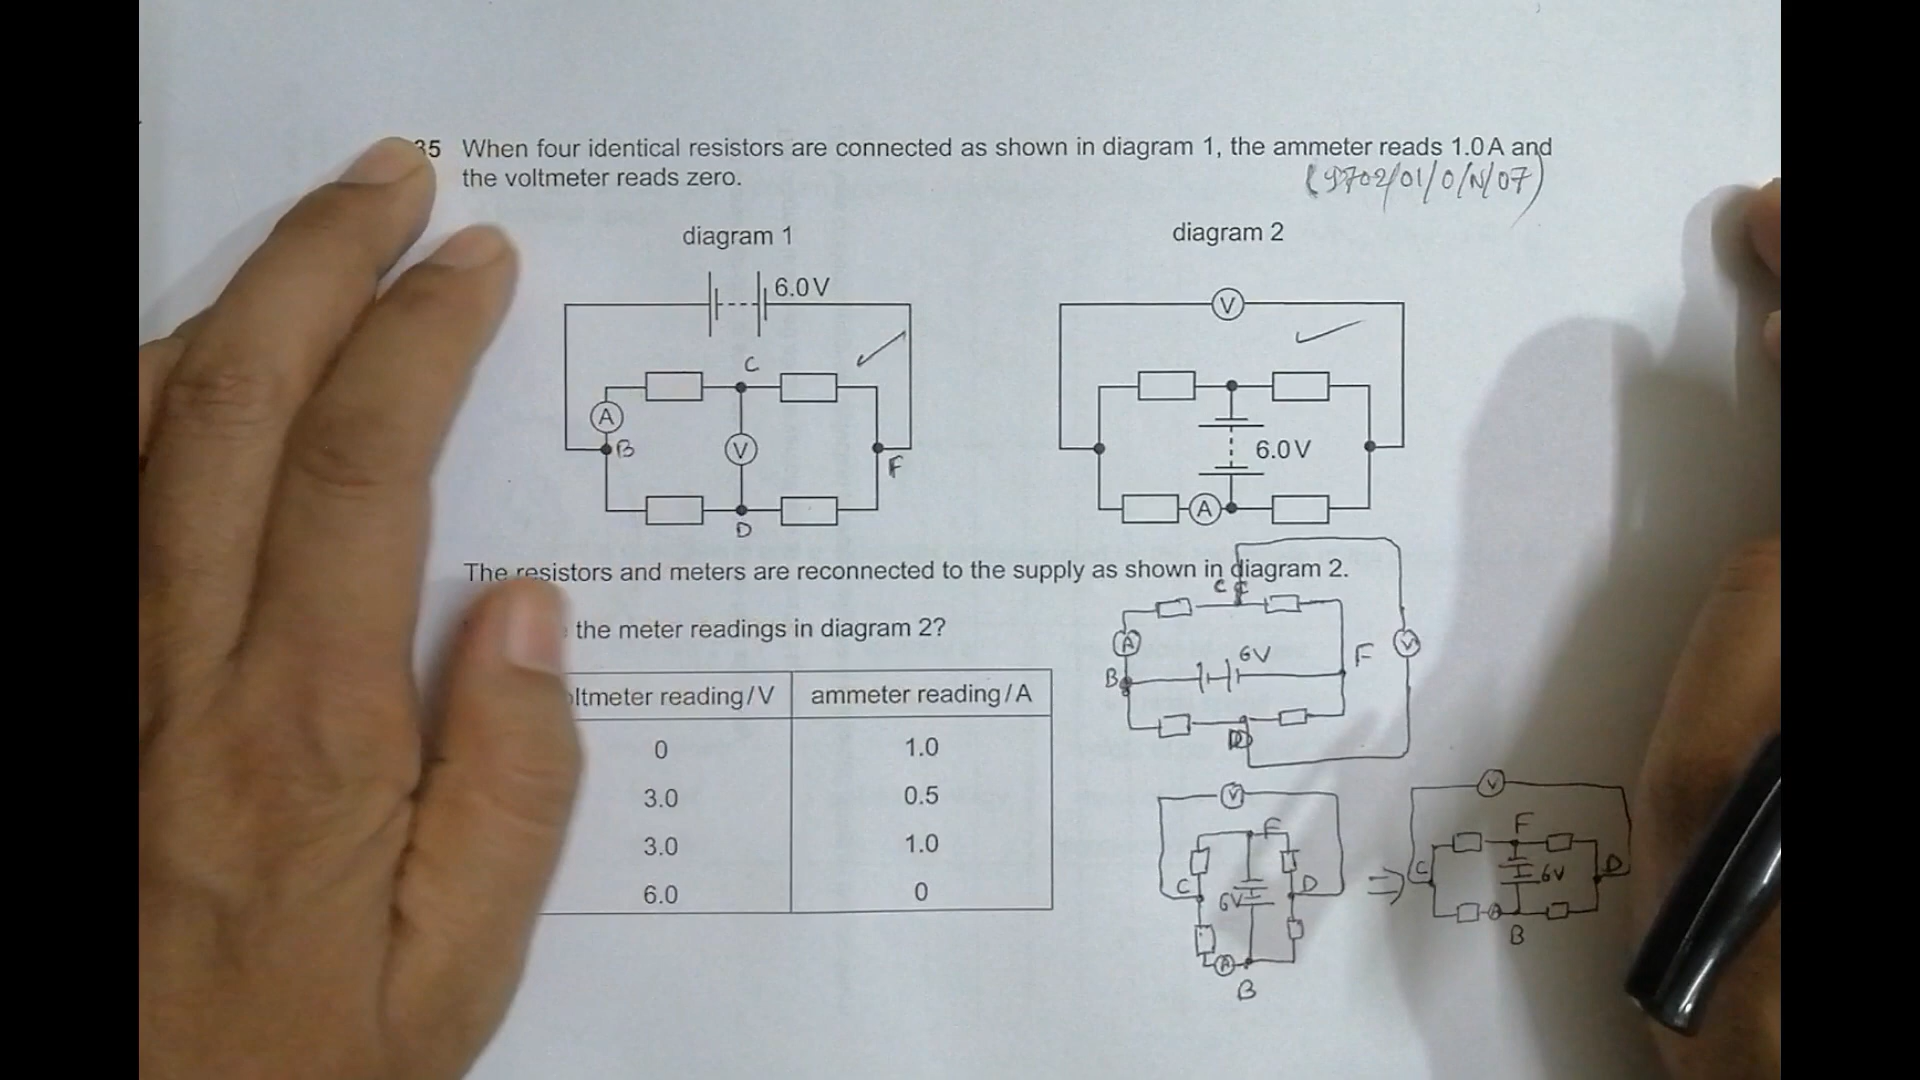 35 When four identical resistors are connected as shown in diagram 1, the ammeter reads 1.0A and
the voltmeter reads zero.
(9702/01/O/N/07)
diagram 1
diagram 2
6.0V
V
C
A
B
V
F
D
6.0V
A
The resistors and meters are reconnected to the supply as shown in diagram 2.
the meter readings in diagram 2?
ltmeter reading/V ammeter reading/A
0 1.0
3.0 0.5
3.0 1.0
6.0 0
C
A
6V
F
V
B
D
V
F
C
6V
D
A
B
⇒
V
F
C
6V
D
A
B